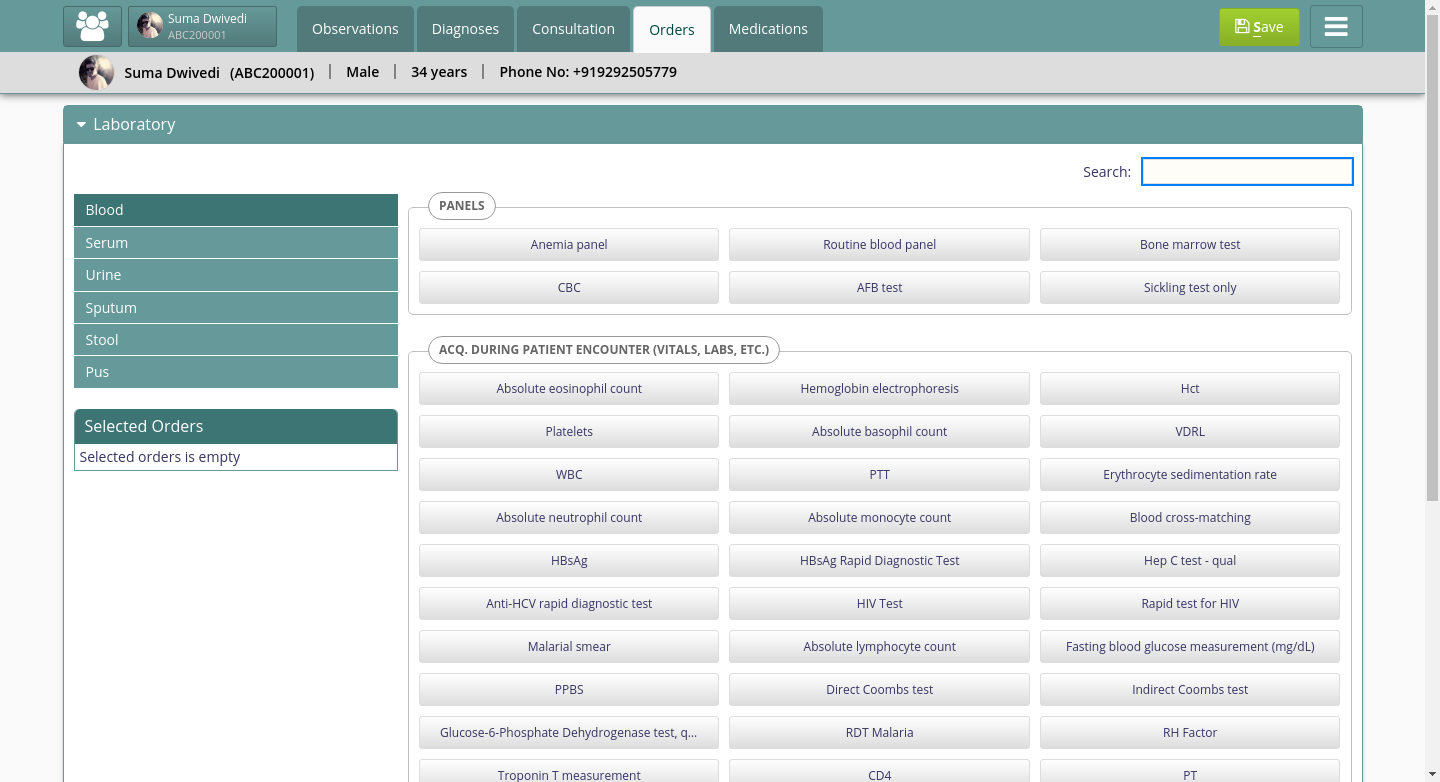 Suma Dwivedi
ABC200001
Observations
Diagnoses
Consultation
Orders
Medications
Save
Suma Dwivedi (ABC200001) | Male | 34 years | Phone No: +919292505779
Laboratory
Search:
Blood
Serum
Urine
Sputum
Stool
Pus
Selected Orders
Selected orders is empty
PANELS
Anemia panel
Routine blood panel
Bone marrow test
CBC
AFB test
Sickling test only
ACQ. DURING PATIENT ENCOUNTER (VITALS, LABS, ETC.)
Absolute eosinophil count
Hemoglobin electrophoresis
Hct
Platelets
Absolute basophil count
VDRL
WBC
PTT
Erythrocyte sedimentation rate
Absolute neutrophil count
Absolute monocyte count
Blood cross-matching
HBsAg
HBsAg Rapid Diagnostic Test
Hep C test - qual
Anti-HCV rapid diagnostic test
HIV Test
Rapid test for HIV
Malarial smear
Absolute lymphocyte count
Fasting blood glucose measurement (mg/dL)
PPBS
Direct Coombs test
Indirect Coombs test
Glucose-6-Phosphate Dehydrogenase test, q...
RDT Malaria
RH Factor
Troponin T measurement
CD4
PT